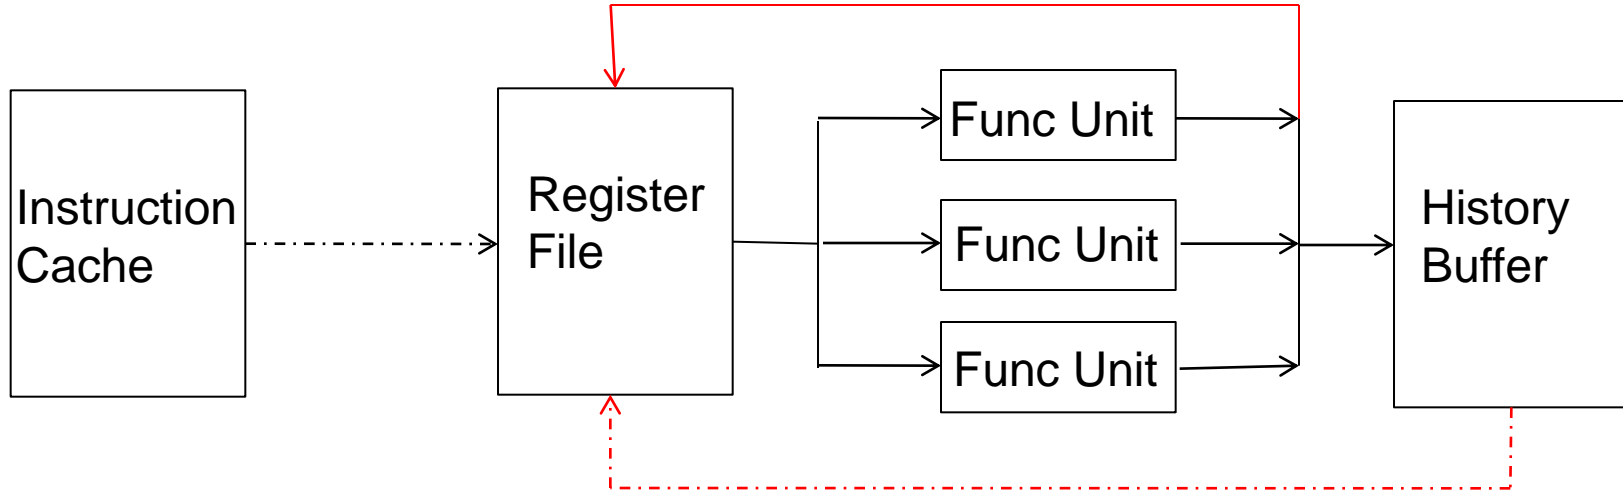 Instruction
Cache
Register
File
Func Unit
Func Unit
Func Unit
History
Buffer